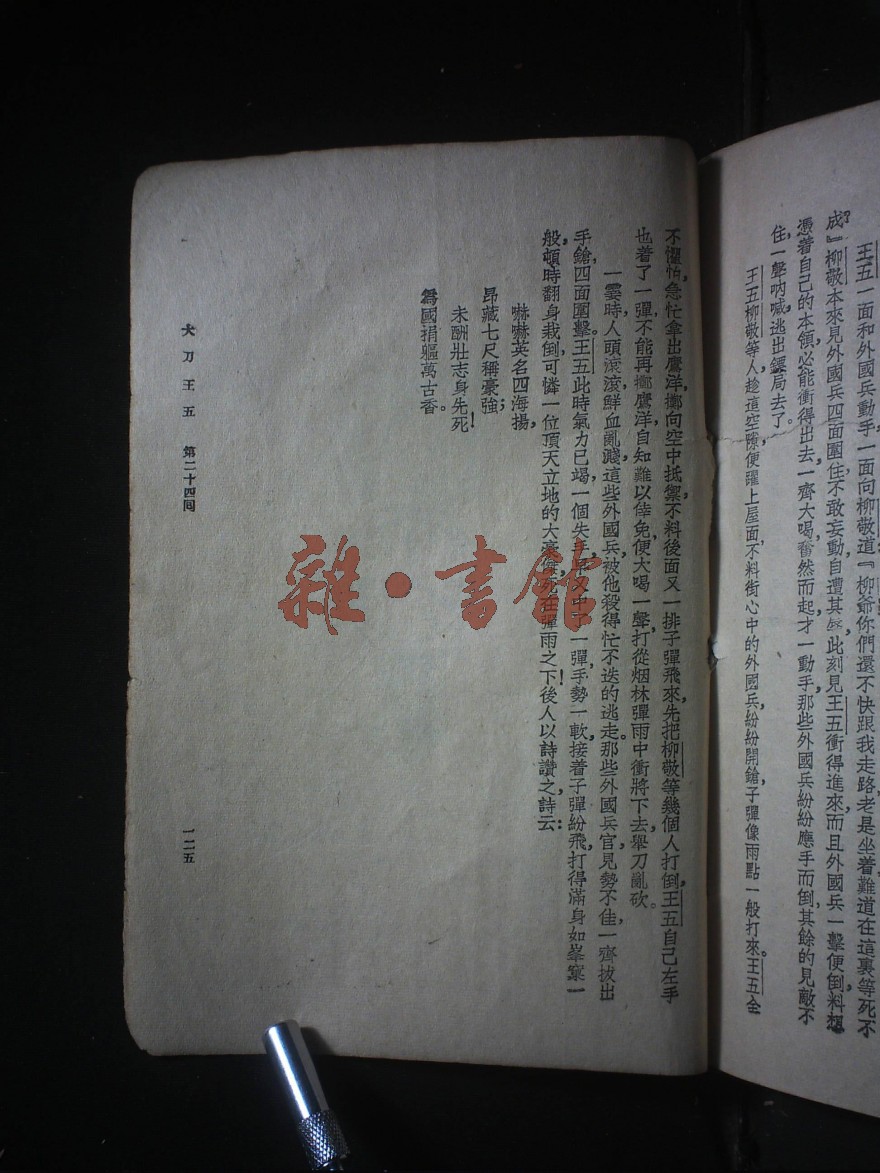 王五一面和外國兵動手，一面向柳敬道：『柳爺你們還不快跟我走路，老是坐着，難道在這裏等死不
成？』柳敬本來見外國兵四面圍住，不敢妄動，自遭其，此刻見王五衝得進來，而且外國兵一擊便倒，料想
憑着自己的本領，必能衝得出去，一齊大喝，奮然而起，才一動手，那些外國兵紛紛應手而倒，其餘的見敵不
住，一聲吶喊，逃出鏢局去了。
王五柳敬等人趁這空隙，便躍上屋面，不料街心中的外國兵，紛紛開鎗，子彈像雨點一般打來。王五全
不懼怕，急忙拿出鷹洋，擲向空中抵禦，不料後面又一排子彈飛來，先把柳敬等幾個人打倒，王五自己左手
也着了一彈，不能再擲鷹洋，自知難以倖免，便大喝一聲，打從烟林彈雨中衝將下去，舉刀亂砍。
一霎時人頭滾滾，鮮血亂濺，這些外國兵，被他殺得忙不迭的逃走。那些外國兵官見勢不佳，一齊拔出
手鎗，四面圍擊。王五此時氣力已竭，一個失，又中了一彈，手勢一軟，接着子彈紛飛，打得滿身如峯窠一
般，頓時翻身栽倒，可憐一位頂天立地的大豪傑，死在彈雨之下！後人以詩讚之，詩云：
嚇嚇英名四海揚，
昂藏七尺稱豪強；
未酬壯志身先死！
爲國捐軀萬古香。
大刀王五 第二十四回
一二五
雜·書館